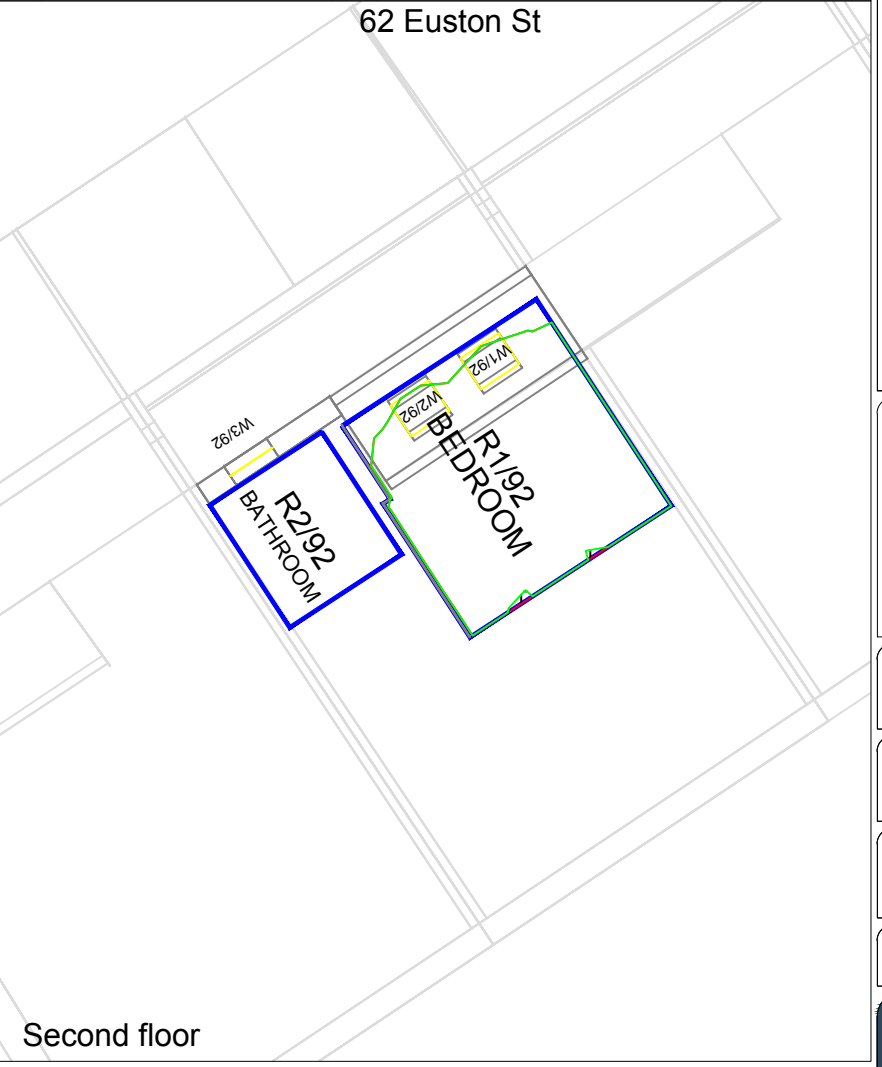 62 Euston St
W1/92
W2/92
R1/92
BEDROOM
W3/92
R2/92
BATHROOM
Second floor